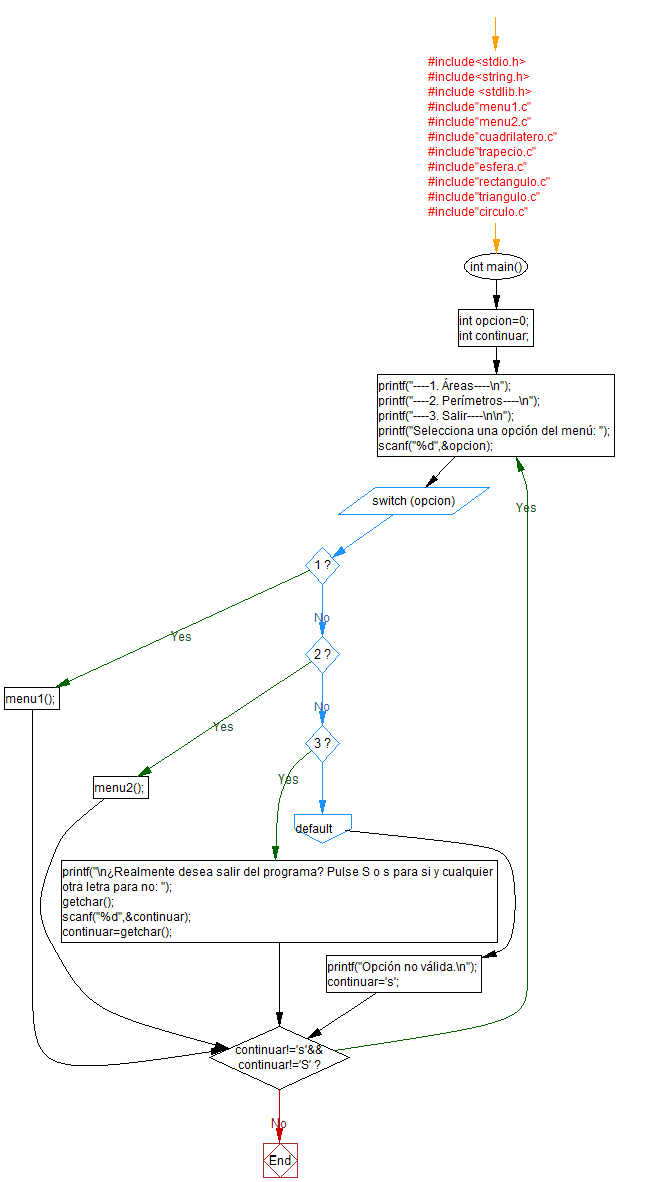 #include<stdio.h>
#include<string.h>
#include <stdlib.h>
#include"menu1.c"
#include"menu2.c"
#include"cuadrilatero.c"
#include"trapecio.c"
#include"esfera.c"
#include"rectangulo.c"
#include"triangulo.c"
#include"circulo.c"
int main()
int opcion=0;
int continuar;
printf("----1. Áreas----\n");
printf("----2. Perímetros----\n");
printf("----3. Salir----\n\n");
printf("Selecciona una opción del menú: ");
scanf("%d",&opcion);
switch (opcion)
Yes
1 ?
No
Yes
2 ?
menu1();
No
Yes
3 ?
Yes
menu2();
default
printf("\n¿Realmente desea salir del programa? Pulse S o s para si y cualquier
otra letra para no: ");
getchar();
scanf("%d",&continuar);
continuar=getchar();
printf("Opción no válida.\n");
continuar='s';
continuar!='s'&&
continuar!='S' ?
No
End